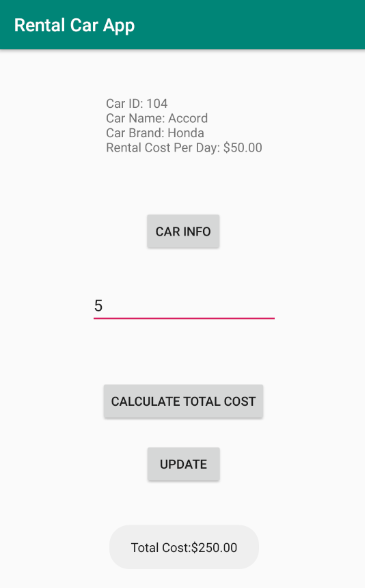 Rental Car App
Car ID: 104
Car Name: Accord
Car Brand: Honda
Rental Cost Per Day: $50.00
CAR INFO
5
CALCULATE TOTAL COST
UPDATE
Total Cost:$250.00